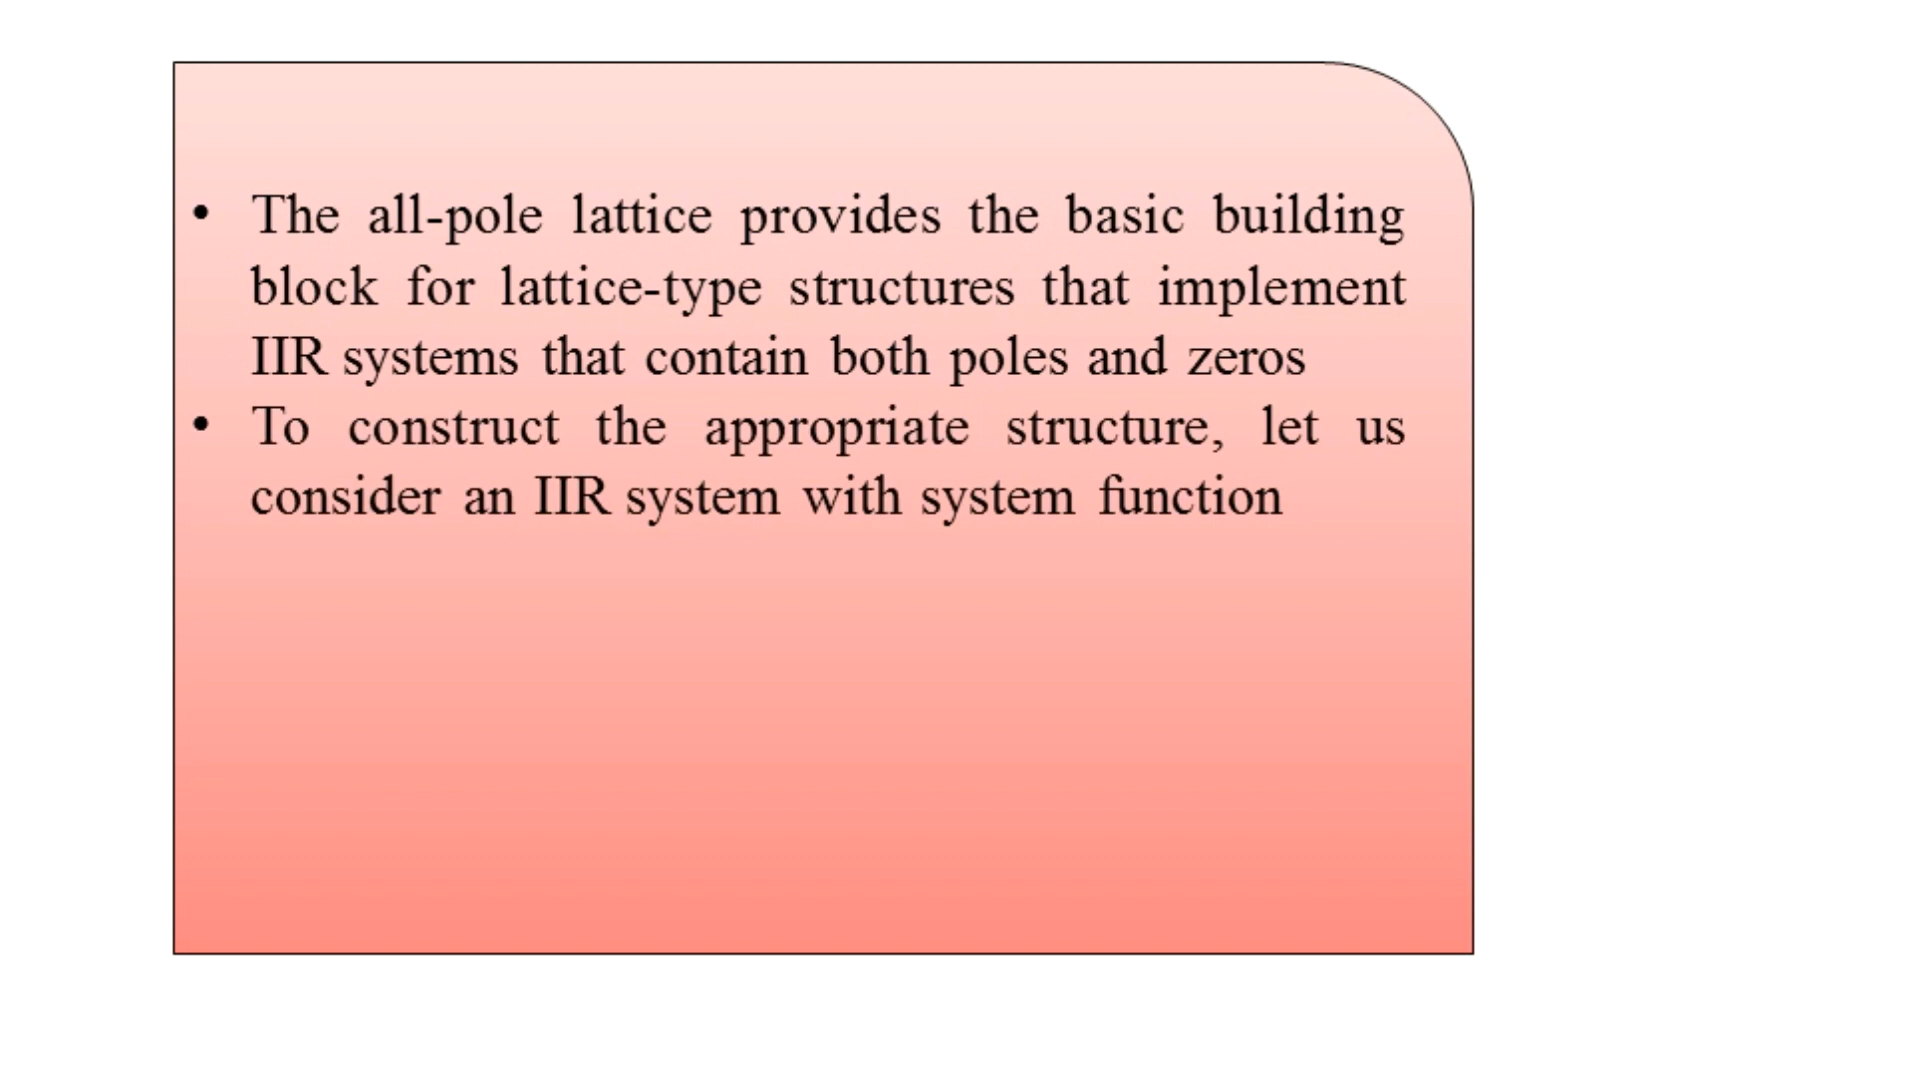 • The all-pole lattice provides the basic building
block for lattice-type structures that implement
IIR systems that contain both poles and zeros
• To construct the appropriate structure, let us
consider an IIR system with system function